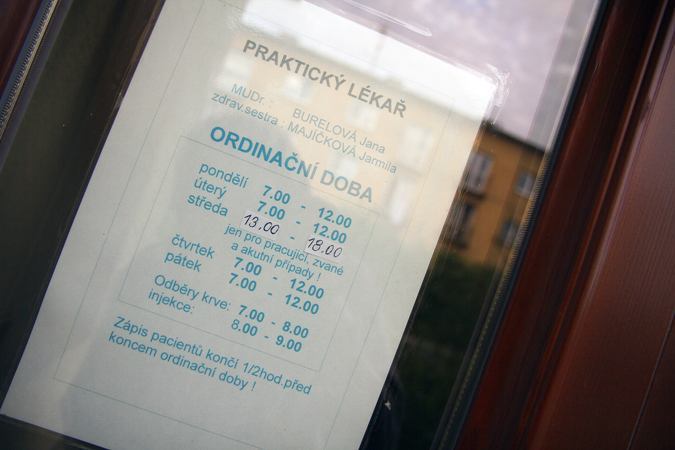 PRAKTICKÝ LÉKAŘ
MUDr : BURELOVÁ Jana
zdrav.sestra : MAJÍČKOVÁ Jarmila
ORDINAČNÍ DOBA
pondělí 7.00 - 12.00
úterý 7.00 - 12.00
středa 13.00 - 18.00
jen pro pracující, zvané
a akutní případy !
čtvrtek 7.00 - 12.00
pátek 7.00 - 12.00
Odběry krve: 7.00 - 8.00
injekce: 8.00 - 9.00
Zápis pacientů končí 1/2hod.před
koncem ordinační doby !